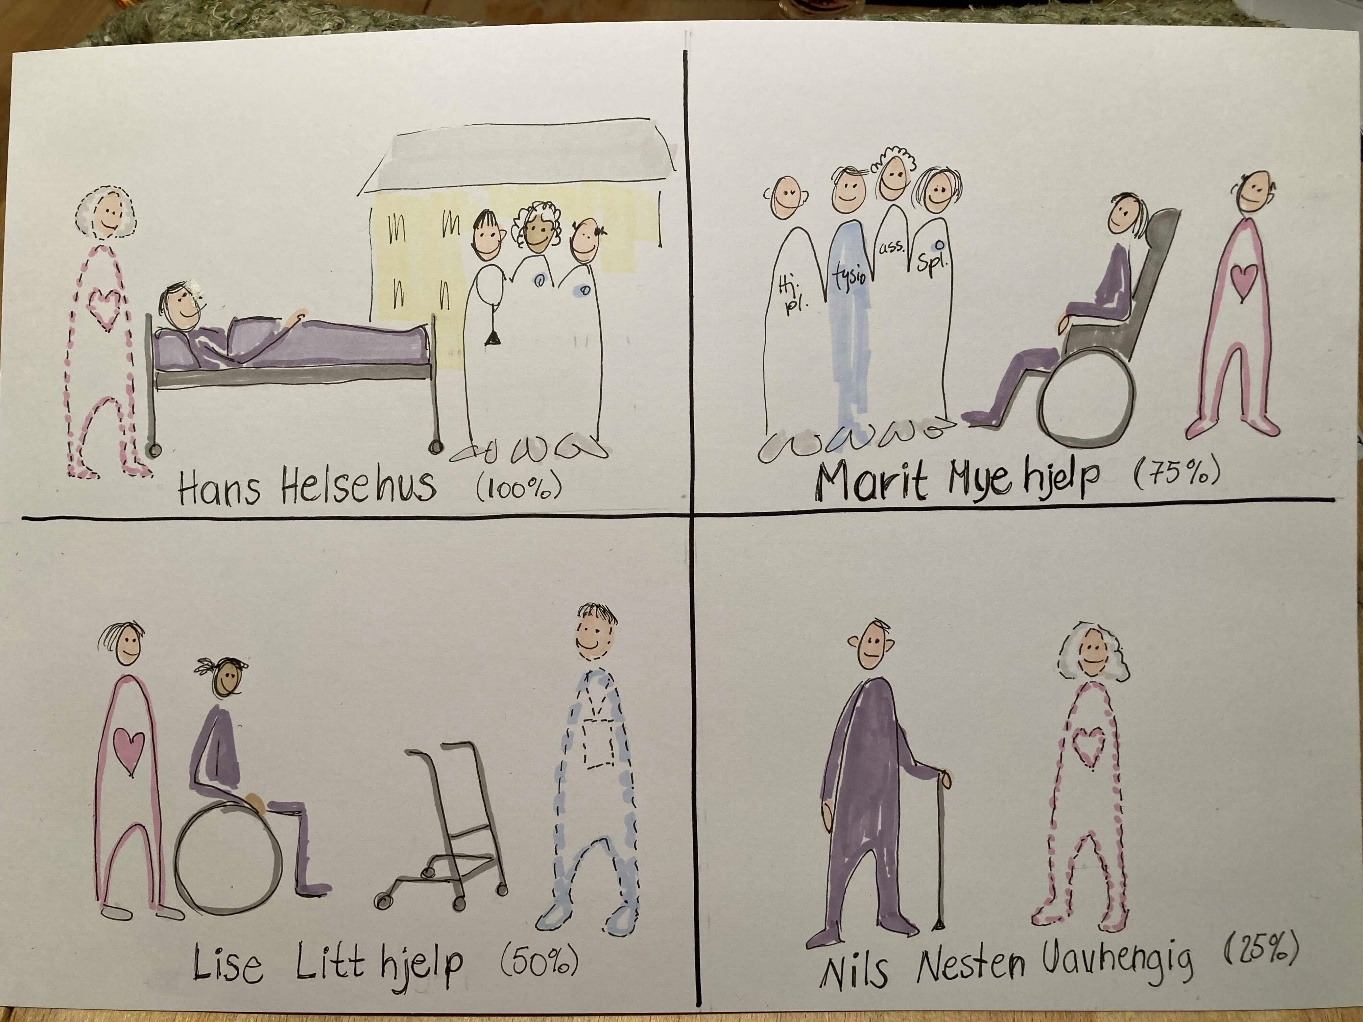 Hans Helsehus (100%)
Hj.
pl.
fysio
ass.
Spl.
Marit Mye hjelp (75%)
Lise Litt hjelp (50%)
Nils Nesten Uavhengig (25%)